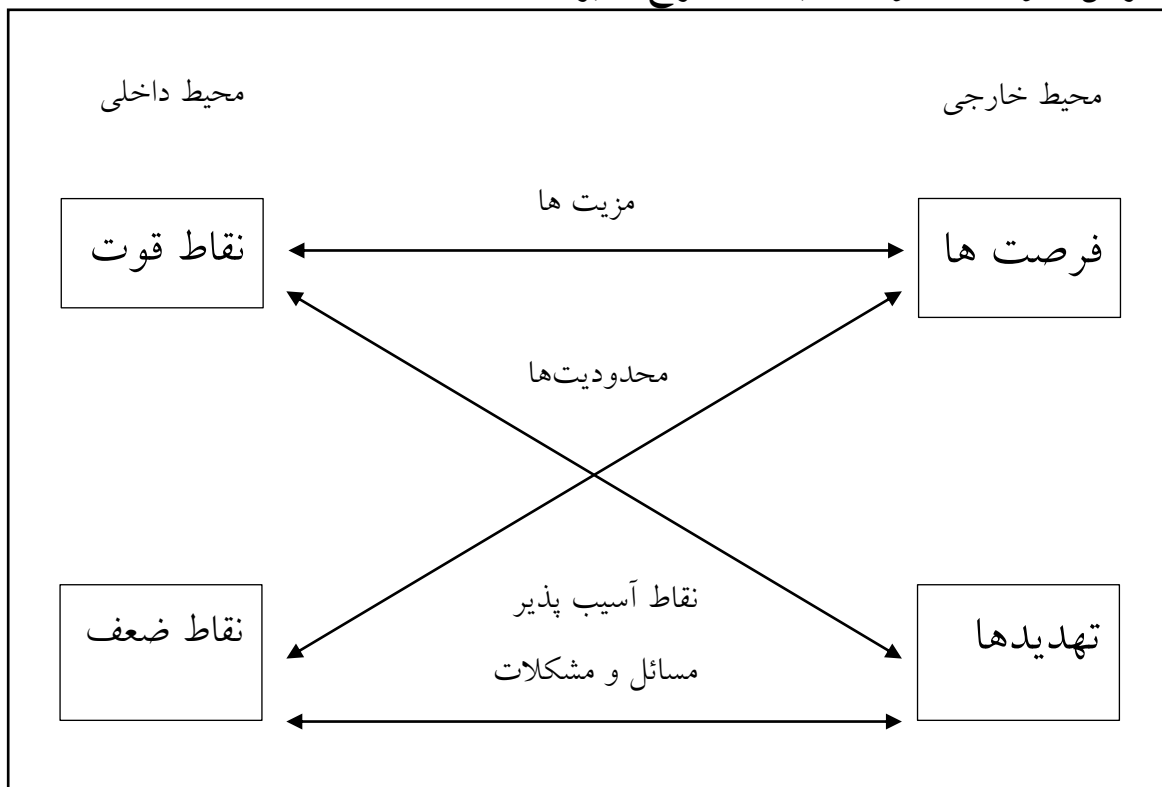 محیط خارجی
محیط داخلی
مزیت ها
فرصت ها
نقاط قوت
محدودیت‌ها
نقاط آسیب پذیر
تهدیدها
نقاط ضعف
مسائل و مشکلات